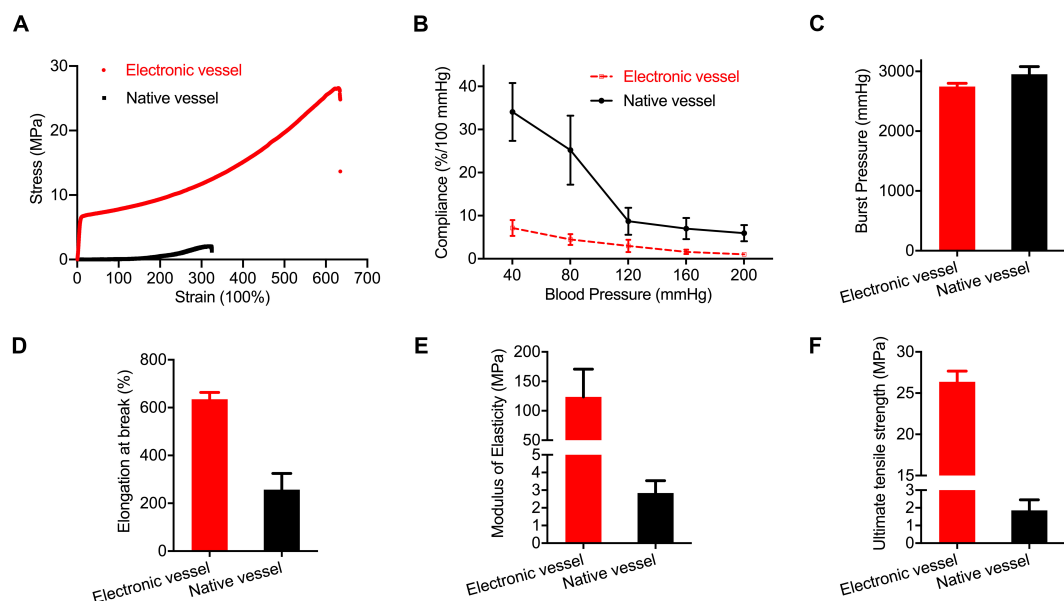 A
Stress (MPa)
30
20
10
0
Electronic vessel
Native vessel
0 100 200 300 400 500 600 700
Strain (100%)
B
Compliance (%/100 mmHg)
40
30
20
10
0
Electronic vessel
Native vessel
40 80 120 160 200
Blood Pressure (mmHg)
C
Burst Pressure (mmHg)
3000
2000
1000
0
Electronic vessel
Native vessel
D
Elongation at break (%)
800
600
400
200
0
Electronic vessel
Native vessel
E
Modulus of Elasticity (MPa)
200
150
100
50
5
4
3
2
1
0
Electronic vessel
Native vessel
F
Ultimate tensile strength (MPa)
30
25
20
15
3
2
1
0
Electronic vessel
Native vessel